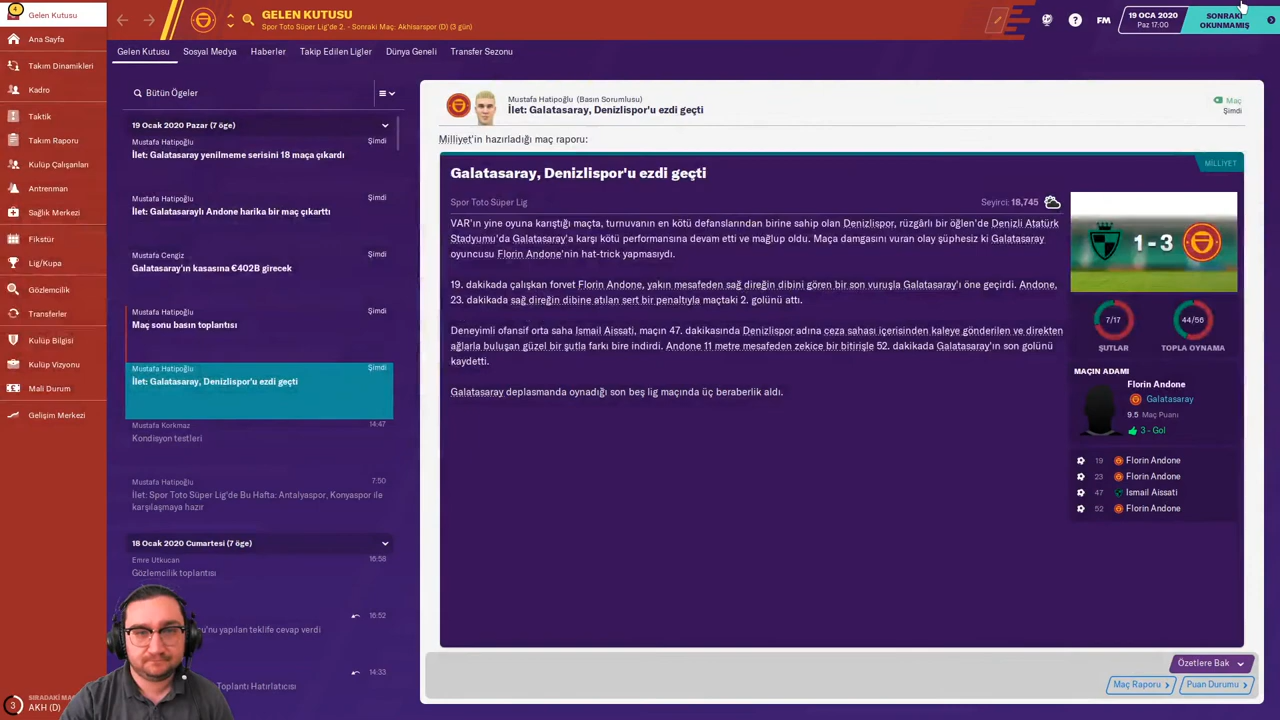 4
Gelen Kutusu
Ana Sayfa
Takım Dinamikleri
Kadro
Taktik
Takım Raporu
Kulüp Çalışanları
Antrenman
Sağlık Merkezi
Fikstür
Lig/Kupa
Gözlemcilik
Transferler
Kulüp Bilgisi
Kulüp Vizyonu
Mali Durum
Gelişim Merkezi
3
AKH (D)
GELEN KUTUSU
Spor Toto Süper Lig'de 2. - Sonraki Maç: Akhisarspor (D) (3 gün)
FM
19 OCA 2020
Paz 17:00
SONRAKİ
OKUNMAMIŞ
Gelen Kutusu
Sosyal Medya
Haberler
Takip Edilen Ligler
Dünya Geneli
Transfer Sezonu
Bütün Ögeler
19 Ocak 2020 Pazar (7 öge)
Mustafa Hatipoğlu Şimdi
İlet: Galatasaray yenilmeme serisini 18 maça çıkardı
Mustafa Hatipoğlu Şimdi
İlet: Galatasaraylı Andone harika bir maç çıkarttı
Mustafa Cengiz Şimdi
Galatasaray'ın kasasına €402B girecek
Mustafa Hatipoğlu Şimdi
Maç sonu basın toplantısı
Mustafa Hatipoğlu Şimdi
İlet: Galatasaray, Denizlispor'u ezdi geçti
Mustafa Korkmaz 14:47
Kondisyon testleri
Mustafa Hatipoğlu 7:50
İlet: Spor Toto Süper Lig'de Bu Hafta: Antalyaspor, Konyaspor ile
karşılaşmaya hazır
18 Ocak 2020 Cumartesi (7 öge)
Emre Utkucan 16:58
Gözlemcilik toplantısı
16:52
yapılan teklife cevap verdi
14:33
Toplantı Hatırlatıcısı
Mustafa Hatipoğlu (Basın Sorumlusu)
İlet: Galatasaray, Denizlispor'u ezdi geçti
Maç
Şimdi
Milliyet'in hazırladığı maç raporu:
MİLLİYET
Galatasaray, Denizlispor'u ezdi geçti
Spor Toto Süper Lig
Seyirci: 18,745
VAR'ın yine oyuna karıştığı maçta, turnuvanın en kötü defanslarından birine sahip olan Denizlispor, rüzgârlı bir öğlen'de Denizli Atatürk
Stadyumu'da Galatasaray'a karşı kötü performansına devam etti ve mağlup oldu. Maça damgasını vuran olay şüphesiz ki Galatasaray
oyuncusu Florin Andone'nin hat-trick yapmasıydı.
19. dakikada çalışkan forvet Florin Andone, yakın mesafeden sağ direğin dibini gören bir son vuruşla Galatasaray'ı öne geçirdi. Andone,
23. dakikada sağ direğin dibine atılan sert bir penaltıyla maçtaki 2. golünü attı.
Deneyimli ofansif orta saha Ismail Aissati, maçın 47. dakikasında Denizlispor adına ceza sahası içerisinden kaleye gönderilen ve direkten
ağlarla buluşan güzel bir şutla farkı bire indirdi. Andone 11 metre mesafeden zekice bir bitirişle 52. dakikada Galatasaray'ın son golünü
kaydetti.
Galatasaray deplasmanda oynadığı son beş lig maçında üç beraberlik aldı.
1 - 3
7/17
44/56
ŞUTLAR
TOPLA OYNAMA
MAÇIN ADAMI
Florin Andone
Galatasaray
9.5 Maç Puanı
3 - Gol
19 Florin Andone
23 Florin Andone
47 Ismail Aissati
52 Florin Andone
Özetlere Bak
Maç Raporu
Puan Durumu